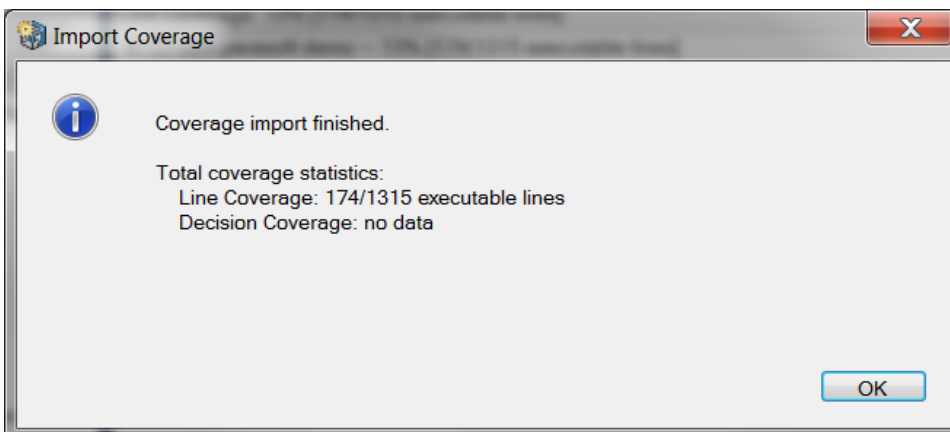 Import Coverage
Coverage import finished.
Total coverage statistics:
Line Coverage: 174/1315 executable lines
Decision Coverage: no data
OK